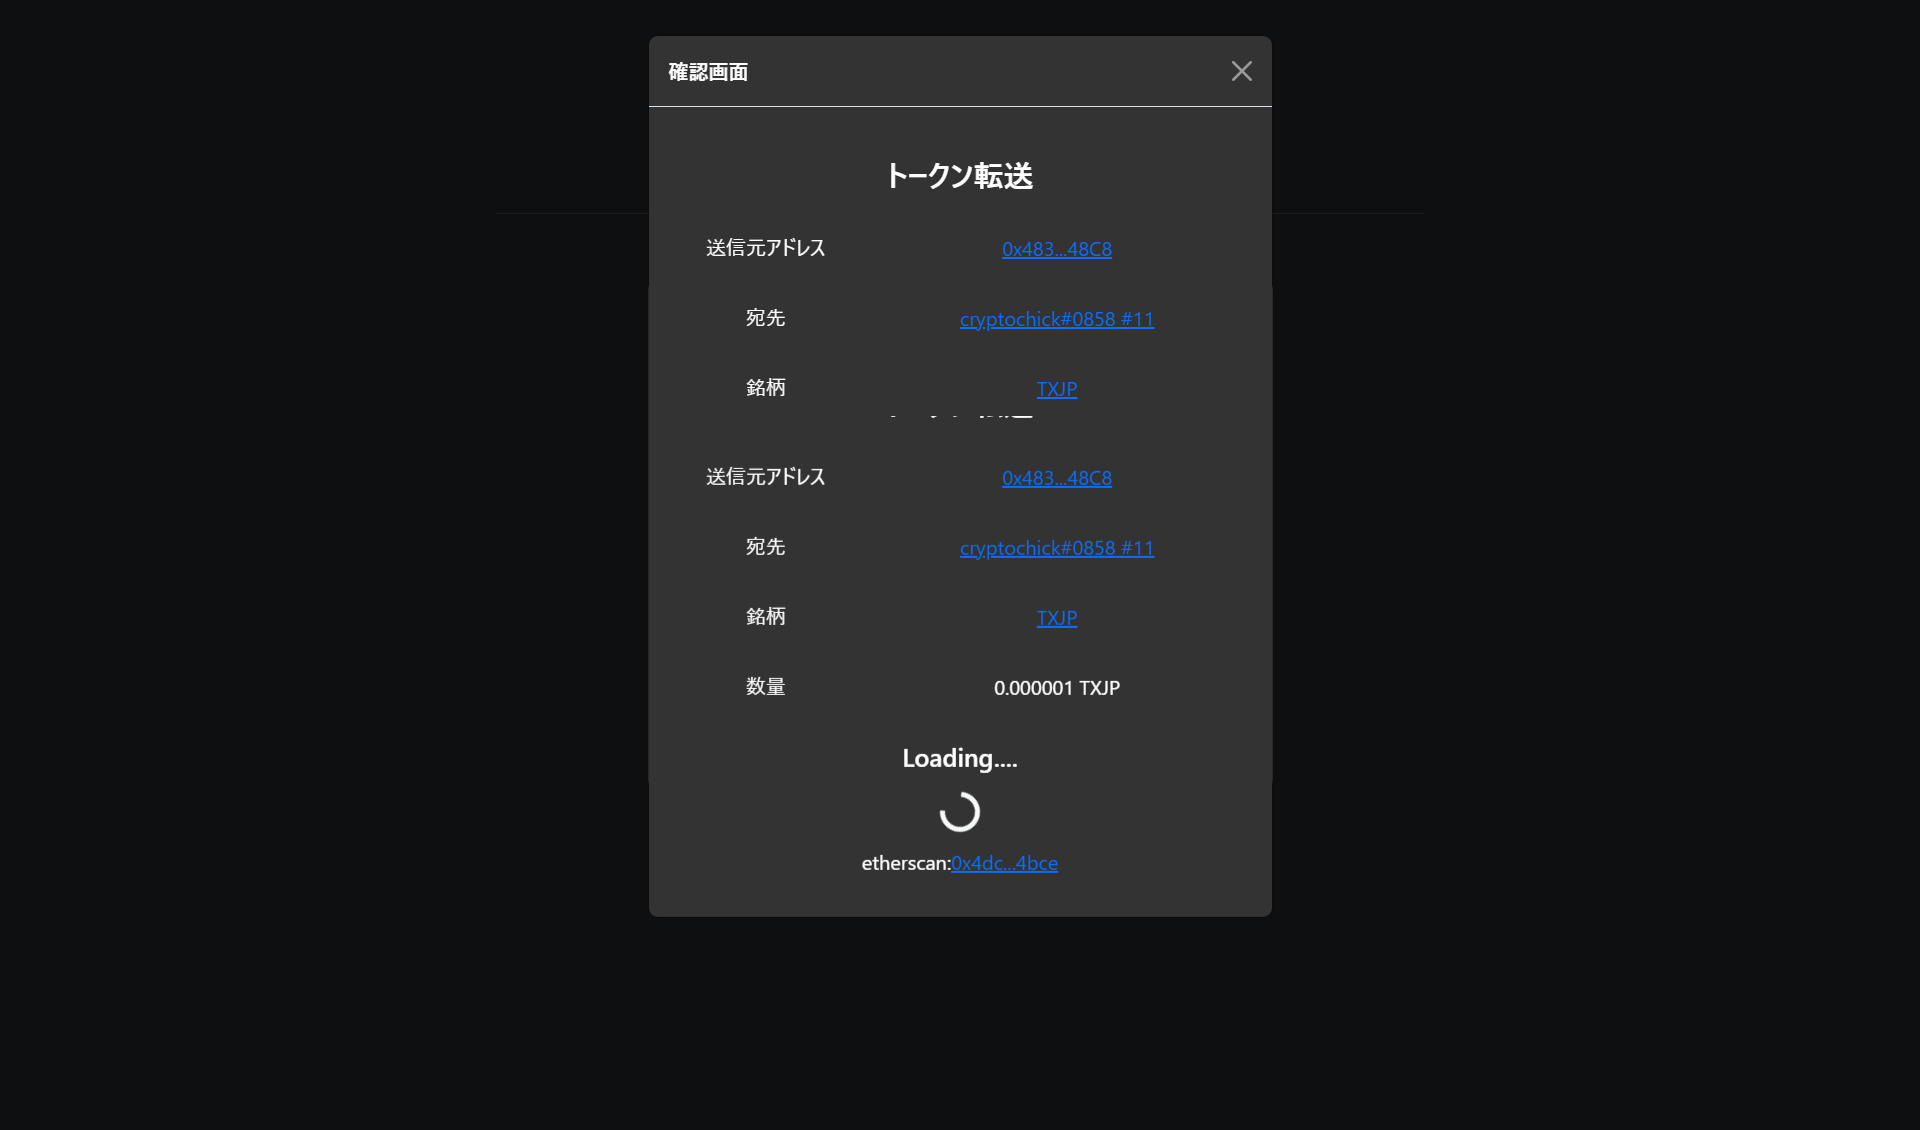 確認画面
トークン転送
送信元アドレス 0x483...48C8
宛先 cryptochick#0858 #11
銘柄 TXJP
送信元アドレス 0x483...48C8
宛先 cryptochick#0858 #11
銘柄 TXJP
数量 0.000001 TXJP
Loading....
etherscan:0x4dc...4bce